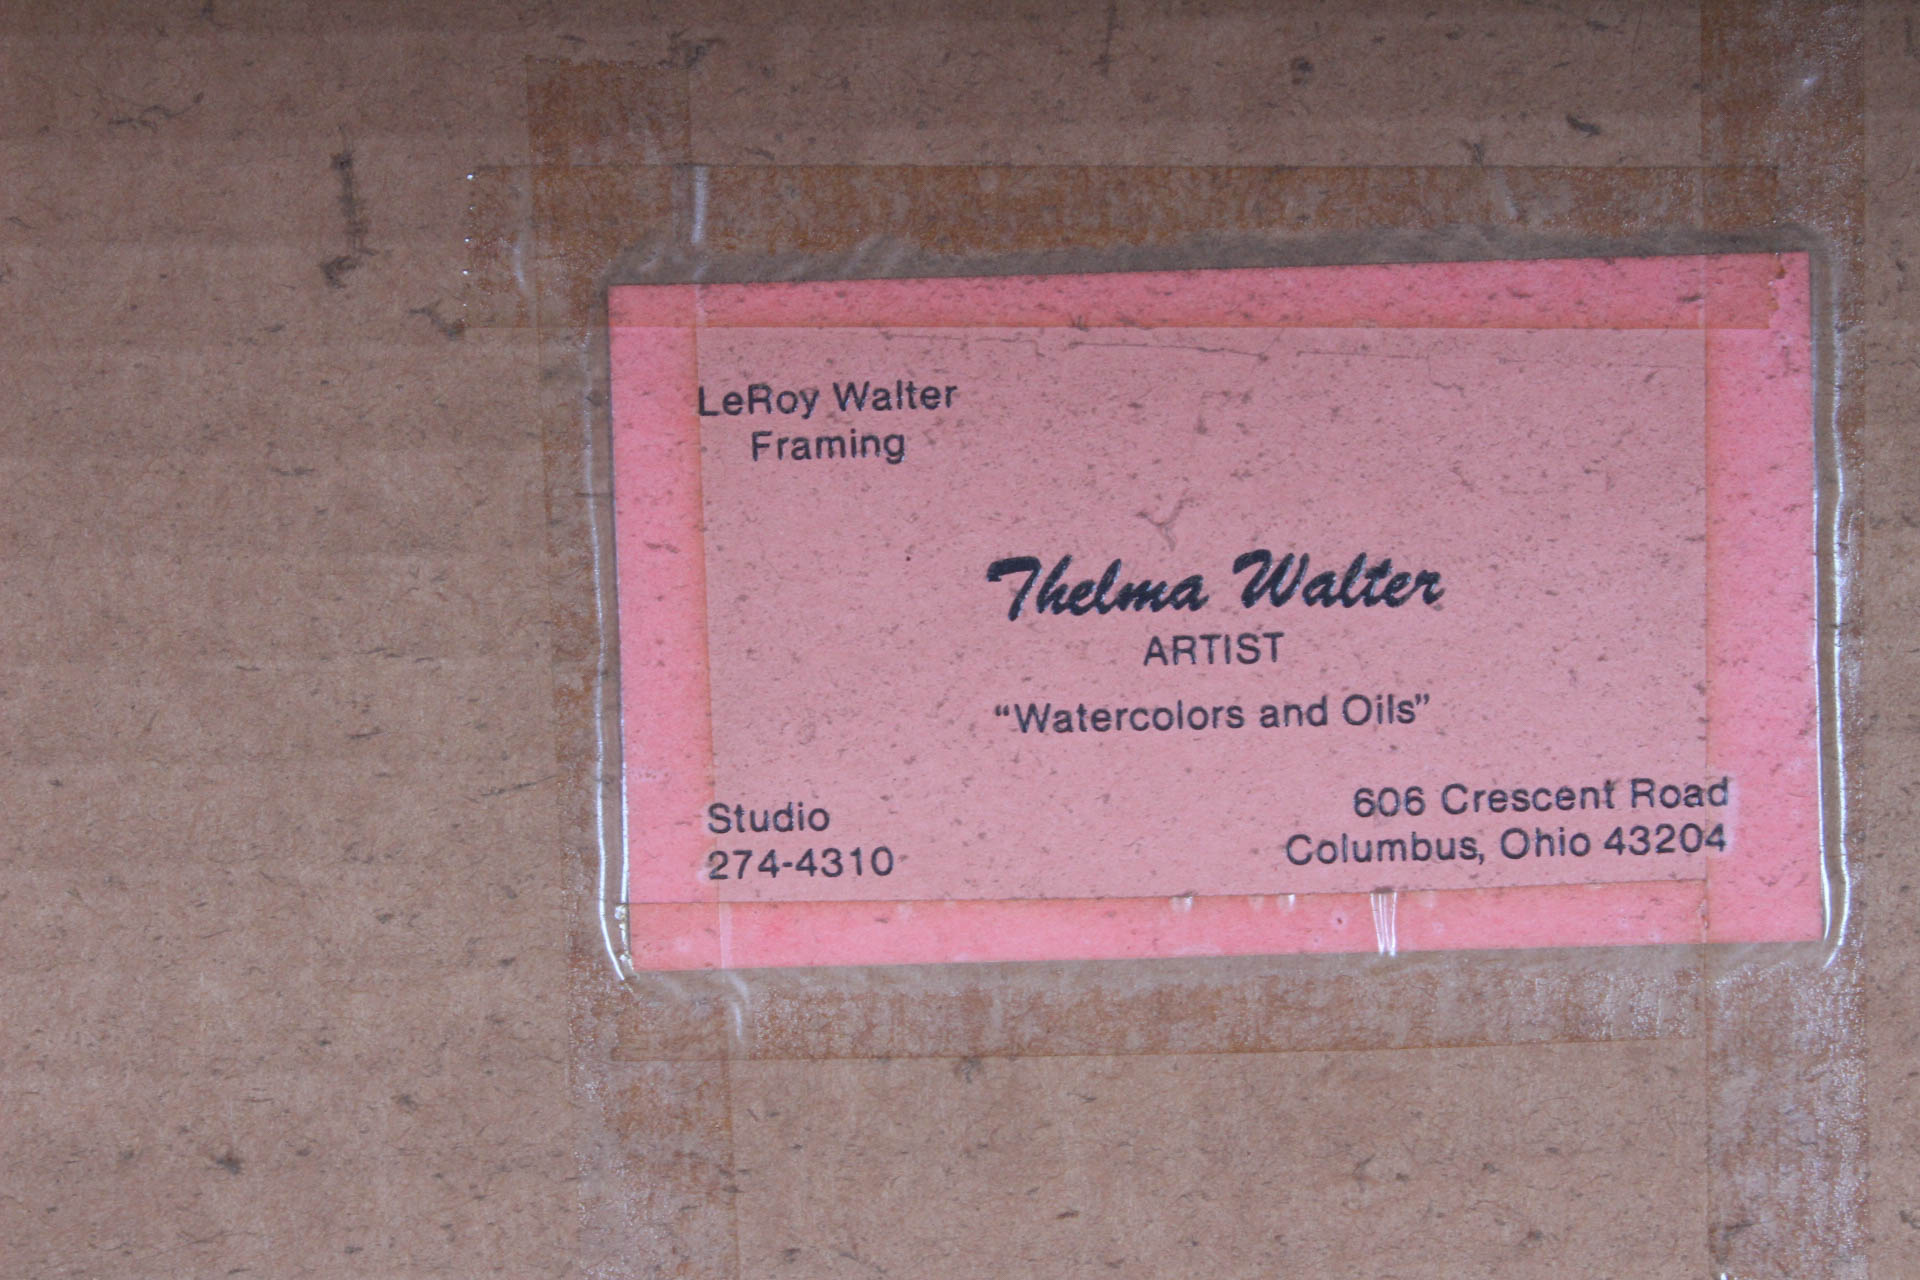 LeRoy Walter
Framing
Thelma Walter
ARTIST
“Watercolors and Oils”
Studio
274-4310
606 Crescent Road
Columbus, Ohio 43204